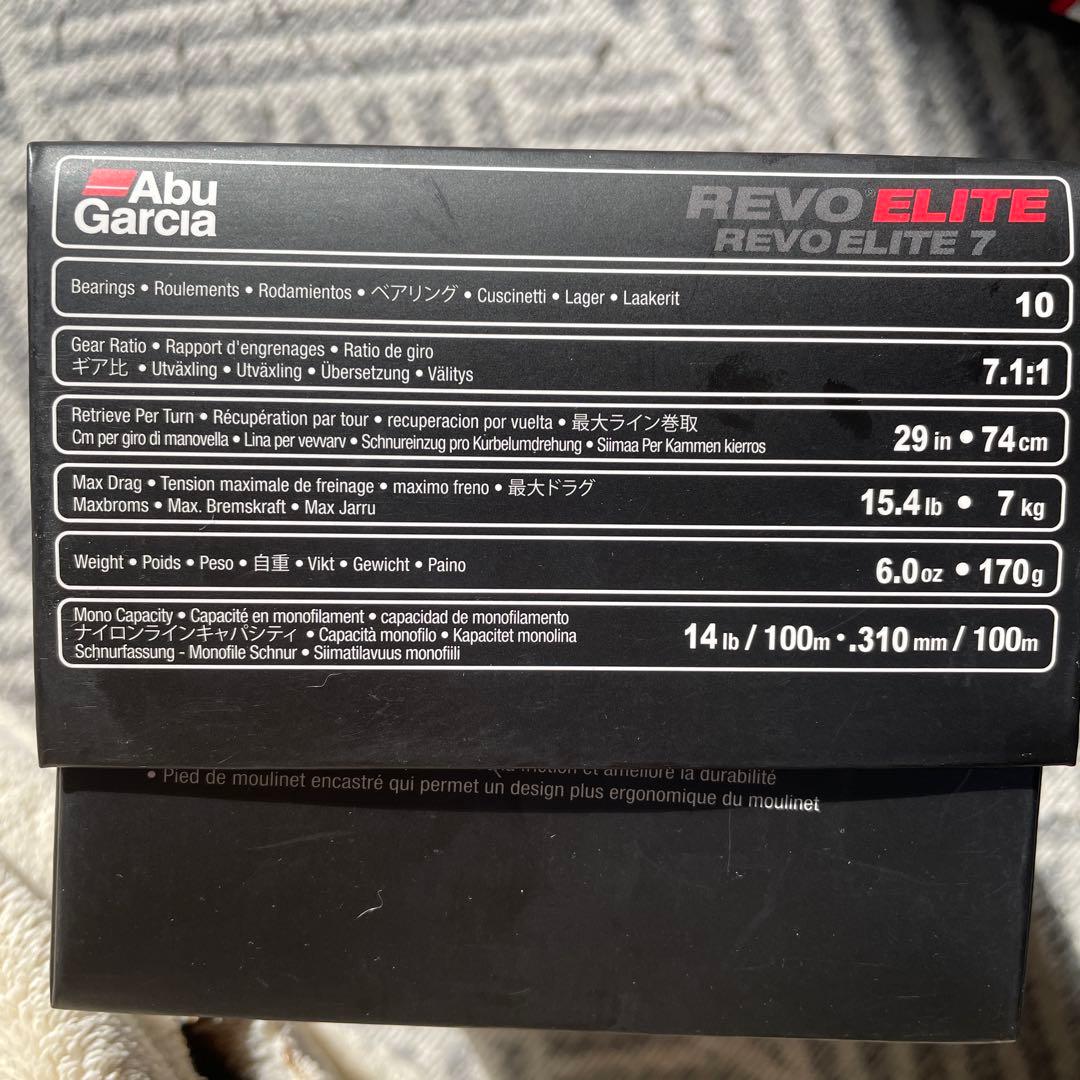 Abu
Garcia
REVO® ELITE
REVO ELITE 7
Bearings • Roulements • Rodamientos • ベアリング • Cuscinetti • Lager • Laakerit
10
Gear Ratio • Rapport d'engrenages • Ratio de giro
ギア比 • Utväxling • Utväxling • Übersetzung • Välitys
7.1:1
Retrieve Per Turn • Récupération par tour • recuperacion por vuelta • 最大ライン巻取
Cm per giro di manovella • Lina per vevvarv • Schnureinzug pro Kurbelumdrehung • Siimaa Per Kammen kierros
29 in • 74 cm
Max Drag • Tension maximale de freinage • maximo freno • 最大ドラグ
Maxbroms • Max. Bremskraft • Max Jarru
15.4 lb • 7 kg
Weight • Poids • Peso • 自重 • Vikt • Gewicht • Paino
6.0 oz • 170 g
Mono Capacity • Capacité en monofilament • capacidad de monofilamento
ナイロンラインキャパシティ • Capacità monofilo • Kapacitet monolina
Schnurfassung - Monofile Schnur • Siimatilavuus monofiili
14 lb / 100m • .310 mm / 100m
friction et améliore la durabilité
• Pied de moulinet encastré qui permet un design plus ergonomique du moulinet